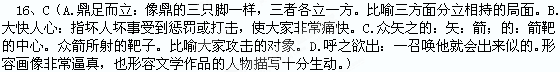 16、C（A.鼎足而立：像鼎的三只脚一样，三者各立一方。比喻三方面分立相持的局面。B.
大快人心：指坏人坏事受到惩罚或打击，使大家非常痛快。C.众矢之的：矢：箭；的：箭靶
的中心。众箭所射的靶子。比喻大家攻击的对象。D.呼之欲出：一召唤他就会出来似的。形
容画像非常逼真，也形容文学作品的人物描写十分生动。）